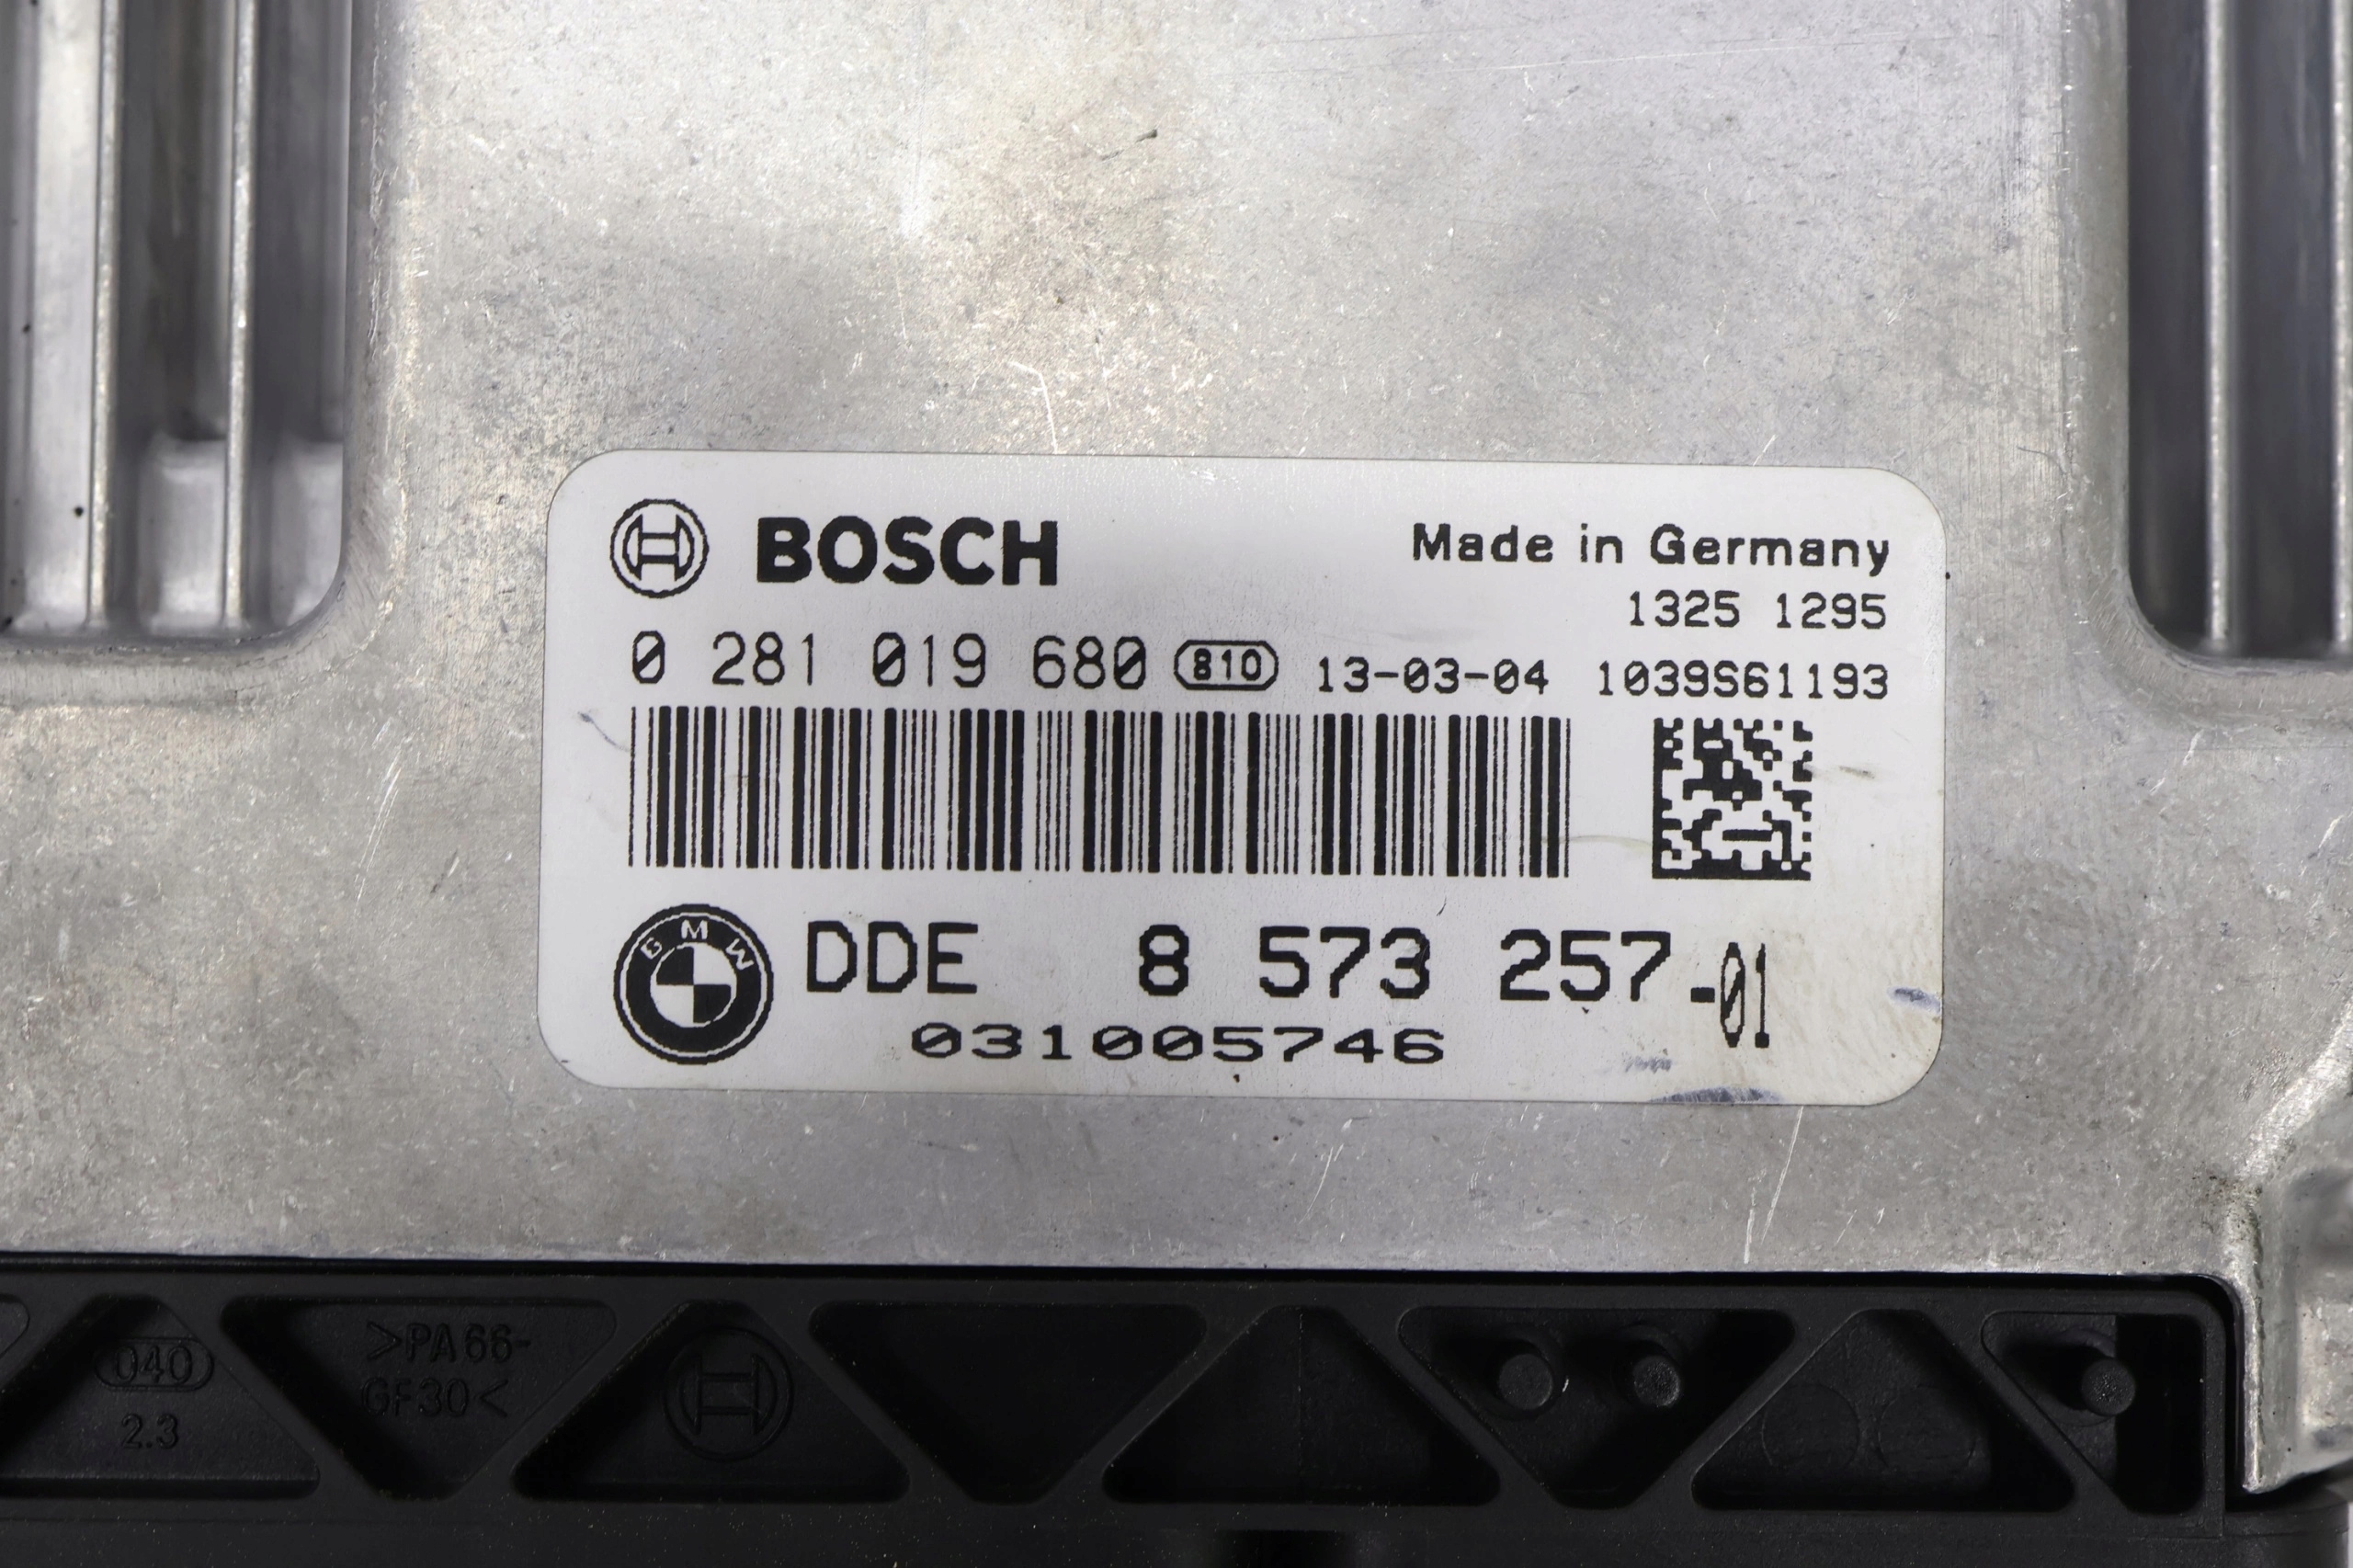 BOSCH
Made in Germany
1325 1295
0 281 019 680 810 13-03-04 1039S61193
BMW
DDE 8 573 257-01
031005746
040
2.3
>PA66-
GF30<